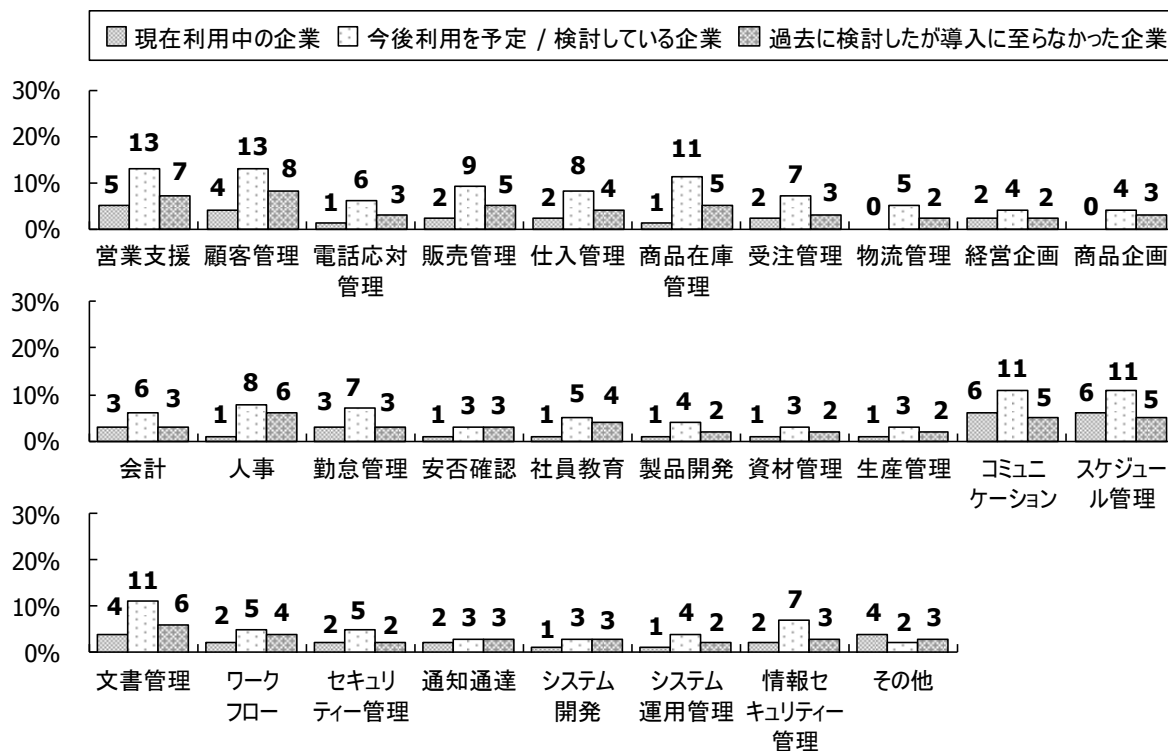 現在利用中の企業 今後利用を予定 / 検討している企業 過去に検討したが導入に至らなかった企業
30%
20%
10%
0%
5 13 7 4 13 8 1 6 3 2 9 5 2 8 4 1 11 5 2 7 3 0 5 2 2 4 2 0 4 3
営業支援 顧客管理 電話応対 販売管理 仕入管理 商品在庫 受注管理 物流管理 経営企画 商品企画
管理 管理
30%
20%
10%
0%
3 6 3 1 8 6 3 7 3 1 3 3 1 5 4 1 4 2 1 3 2 1 3 2 6 11 5 6 11 5
会計 人事 勤怠管理 安否確認 社員教育 製品開発 資材管理 生産管理 コミュニ スケジュー
ケーション ル管理
30%
20%
10%
0%
4 11 6 2 5 4 2 5 2 2 3 3 1 3 3 1 4 2 2 7 3 4 2 3
文書管理 ワーク セキュリ 通知通達 システム システム 情報セ その他
フロー ティー管理 開発 運用管理 キュリティー
管理